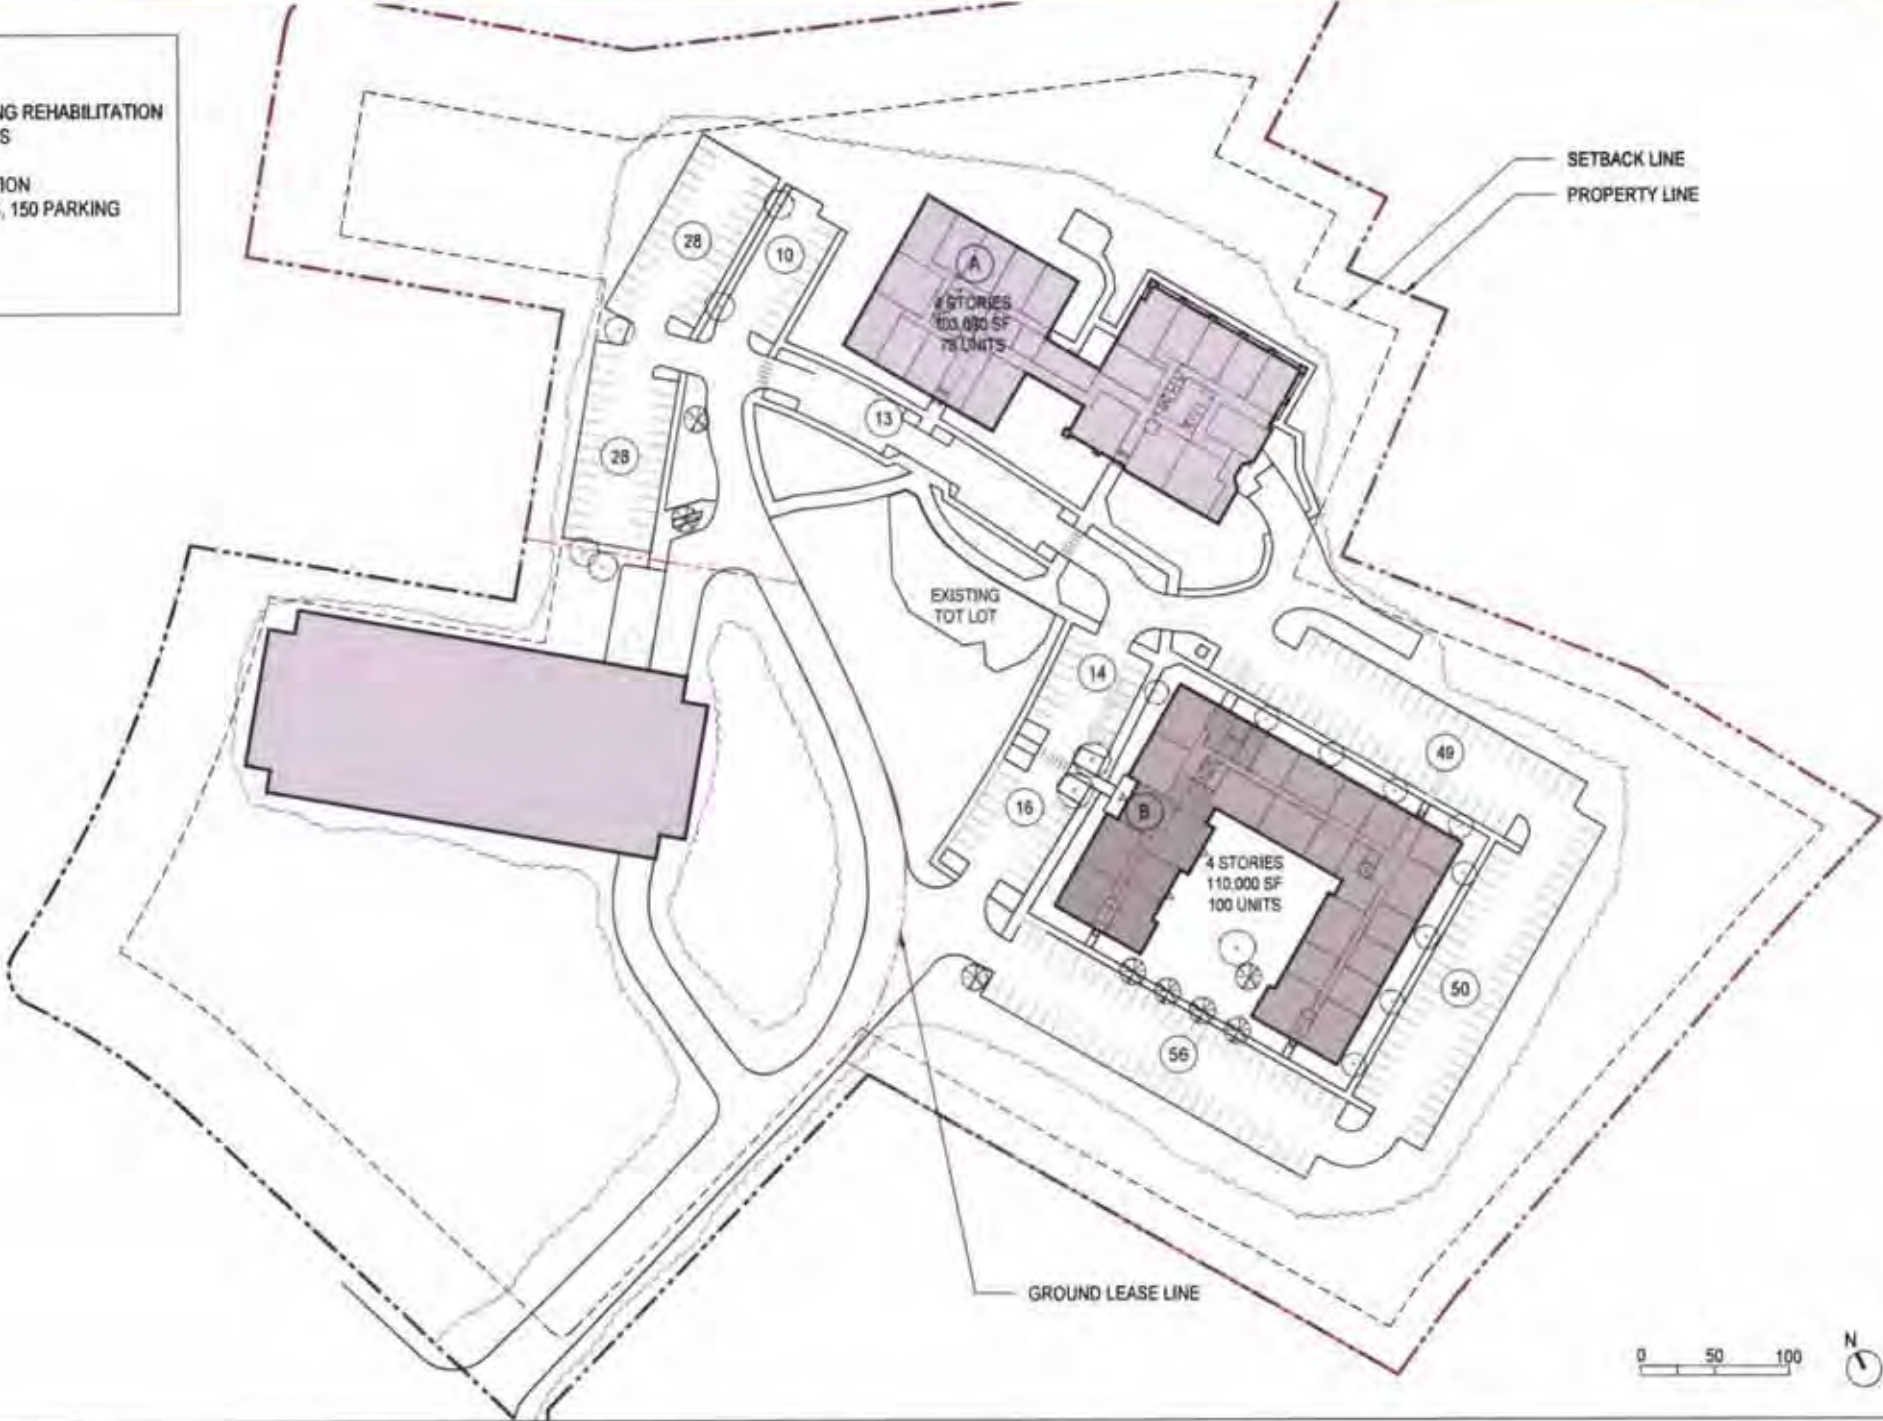 NG REHABILITATION
S
ION
, 150 PARKING
SETBACK LINE
PROPERTY LINE
28
10
A
4 STORIES
SF
78 UNITS
13
28
EXISTING
TOT LOT
14
49
16
B
4 STORIES
110,000 SF
100 UNITS
50
56
GROUND LEASE LINE
0 50 100
N